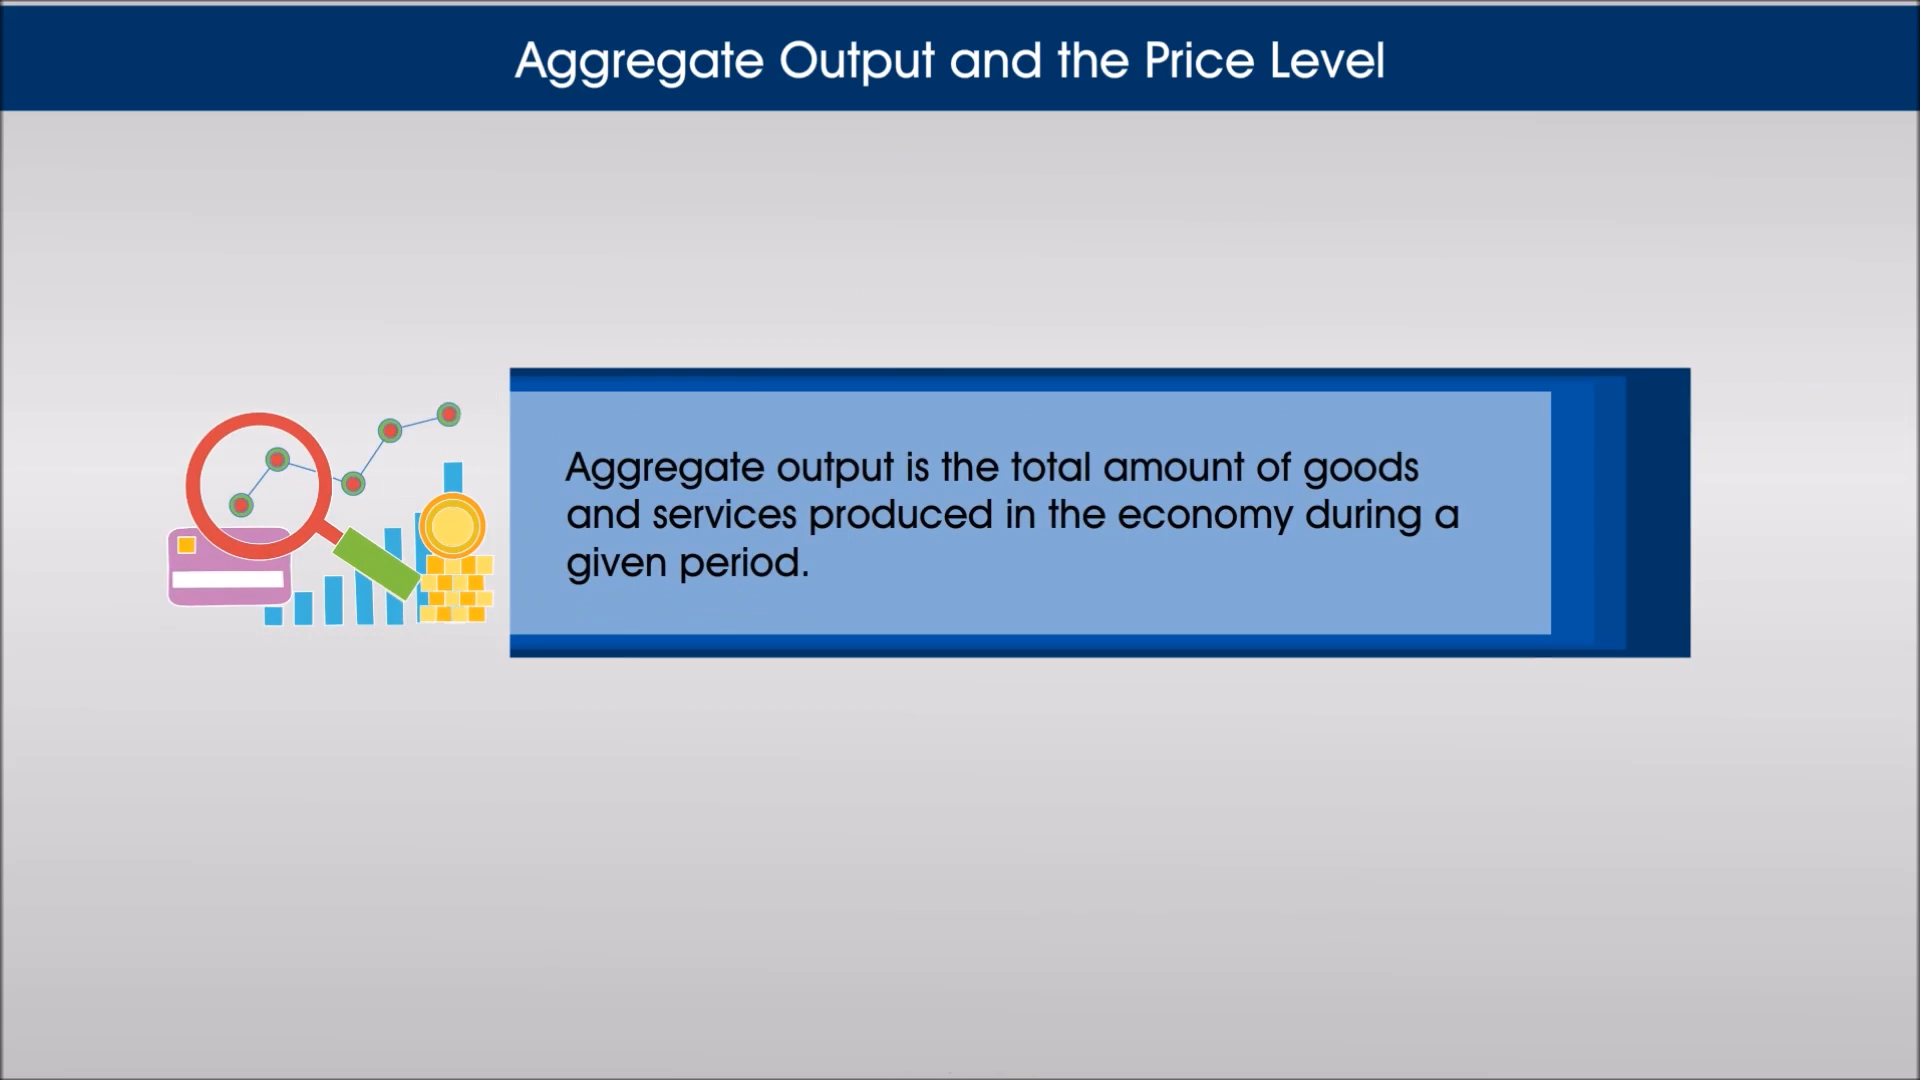 Aggregate Output and the Price Level
Aggregate output is the total amount of goods
and services produced in the economy during a
given period.